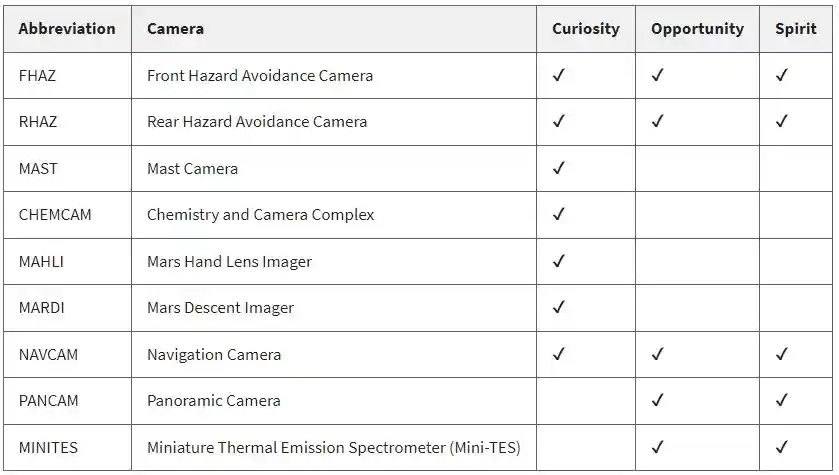 Abbreviation Camera Curiosity Opportunity Spirit
FHAZ Front Hazard Avoidance Camera ✓ ✓ ✓
RHAZ Rear Hazard Avoidance Camera ✓ ✓ ✓
MAST Mast Camera ✓
CHEMCAM Chemistry and Camera Complex ✓
MAHLI Mars Hand Lens Imager ✓
MARDI Mars Descent Imager ✓
NAVCAM Navigation Camera ✓ ✓ ✓
PANCAM Panoramic Camera ✓ ✓
MINITES Miniature Thermal Emission Spectrometer (Mini-TES) ✓ ✓